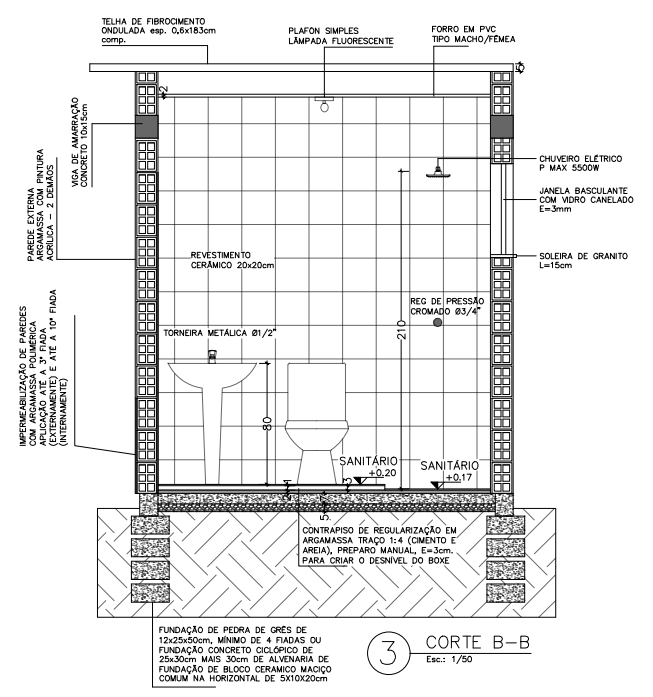 TELHA DE FIBROCIMENTO
ONDULADA esp. 0,6x183cm
comp.
PLAFON SIMPLES
LÂMPADA FLUORESCENTE
FORRO EM PVC
TIPO MACHO/FÊMEA
5
2
VIGA DE AMARRAÇÃO
CONCRETO 10x15cm
PAREDE EXTERNA
ARGAMASSA COM PINTURA
ACRÍLICA - 2 DEMÃOS
CHUVEIRO ELÉTRICO
P MAX 5500W
JANELA BASCULANTE
COM VIDRO CANELADO
E=3mm
REVESTIMENTO
CERÂMICO 20x20cm
SOLEIRA DE GRANITO
L=15cm
REG DE PRESSÃO
CROMADO Ø3/4"
210
TORNEIRA METÁLICA Ø1/2"
IMPERMEABILIZAÇÃO DE PAREDES
COM ARGAMASSA POLIMÉRICA
APLICAÇÃO ATÉ A 3ª FIADA
(EXTERNAMENTE) E ATÉ A 10ª FIADA
(INTERNAMENTE)
80
SANITÁRIO
+0.20
SANITÁRIO
+0.17
3
5
CONTRAPISO DE REGULARIZAÇÃO EM
ARGAMASSA TRAÇO 1:4 (CIMENTO E
AREIA), PREPARO MANUAL, E=3cm.
PARA CRIAR O DESNÍVEL DO BOXE
FUNDAÇÃO DE PEDRA DE GRÊS DE
12x25x50cm, MÍNIMO DE 4 FIADAS OU
FUNDAÇÃO CONCRETO CICLÓPICO DE
25x30cm MAIS 30cm DE ALVENARIA DE
FUNDAÇÃO DE BLOCO CERAMICO MACIÇO
COMUM NA HORIZONTAL DE 5X10X20cm
3
CORTE B-B
Esc.: 1/50